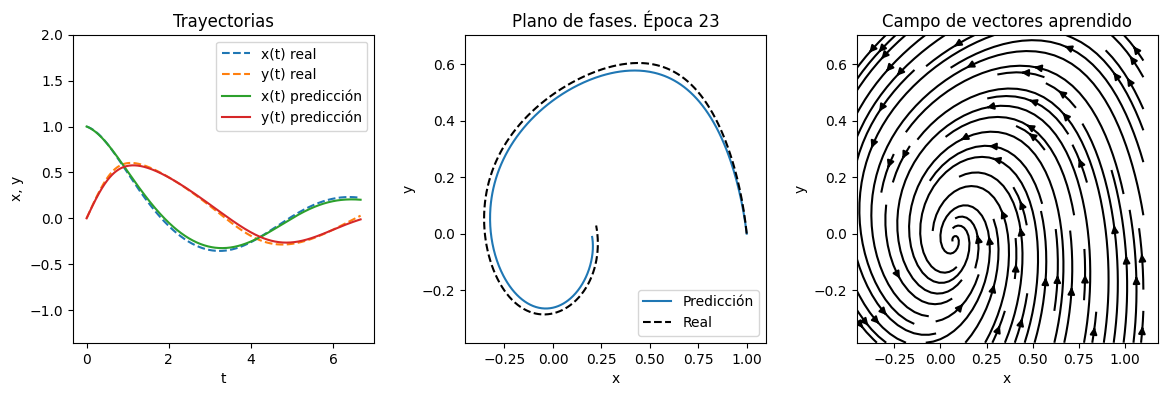 Trayectorias
2.0
1.5
1.0
0.5
0.0
−0.5
−1.0
x, y
0
2
4
6
t
x(t) real
y(t) real
x(t) predicción
y(t) predicción
Plano de fases. Época 23
0.6
0.4
0.2
0.0
−0.2
y
−0.25
0.00
0.25
0.50
0.75
1.00
x
Predicción
Real
Campo de vectores aprendido
0.6
0.4
0.2
0.0
−0.2
y
−0.25
0.00
0.25
0.50
0.75
1.00
x